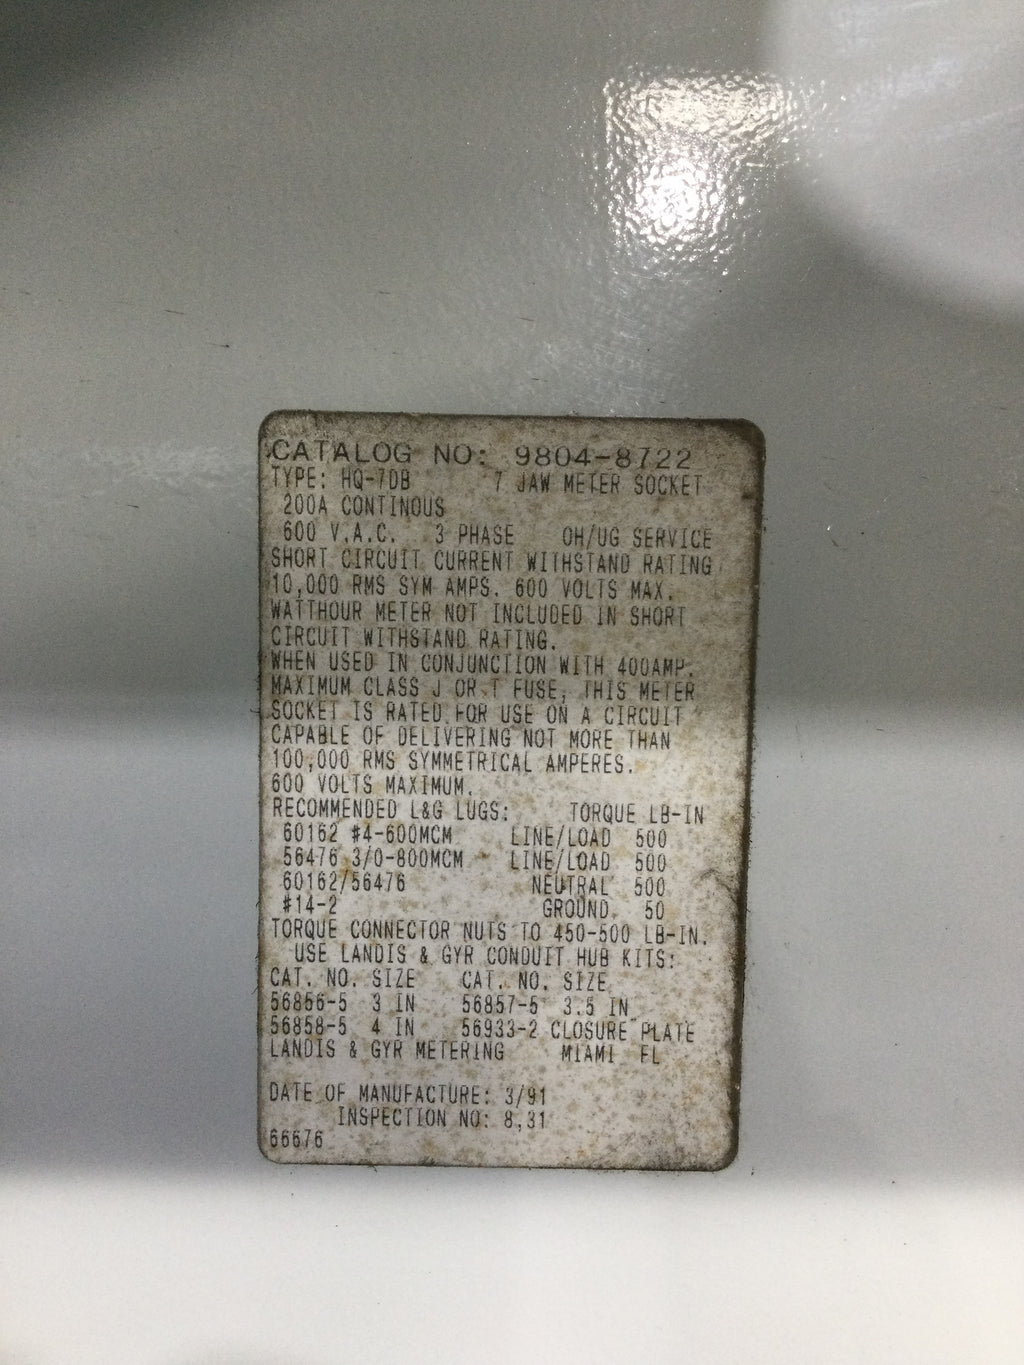 CATALOG NO: 9804-8722
TYPE: HQ-7DB 7 JAW METER SOCKET
200A CONTINOUS
600 V.A.C. 3 PHASE OH/UG SERVICE
SHORT CIRCUIT CURRENT WITHSTAND RATING
10,000 RMS SYM AMPS. 600 VOLTS MAX.
WATTHOUR METER NOT INCLUDED IN SHORT
CIRCUIT WITHSTAND RATING.
WHEN USED IN CONJUNCTION WITH 400AMP.
MAXIMUM CLASS J OR T FUSE, THIS METER
SOCKET IS RATED FOR USE ON A CIRCUIT
CAPABLE OF DELIVERING NOT MORE THAN
100,000 RMS SYMMETRICAL AMPERES.
600 VOLTS MAXIMUM.
RECOMMENDED L&G LUGS: TORQUE LB-IN
60162 #4-600MCM LINE/LOAD 500
56476 3/0-800MCM LINE/LOAD 500
60162/56476 NEUTRAL 500
#14-2 GROUND 50
TORQUE CONNECTOR NUTS TO 450-500 LB-IN.
USE LANDIS & GYR CONDUIT HUB KITS:
CAT. NO. SIZE CAT. NO. SIZE
56856-5 3 IN 56857-5 3.5 IN
56858-5 4 IN 56933-2 CLOSURE PLATE
LANDIS & GYR METERING MIAMI FL
DATE OF MANUFACTURE: 3/91
INSPECTION NO: 8,31
66676